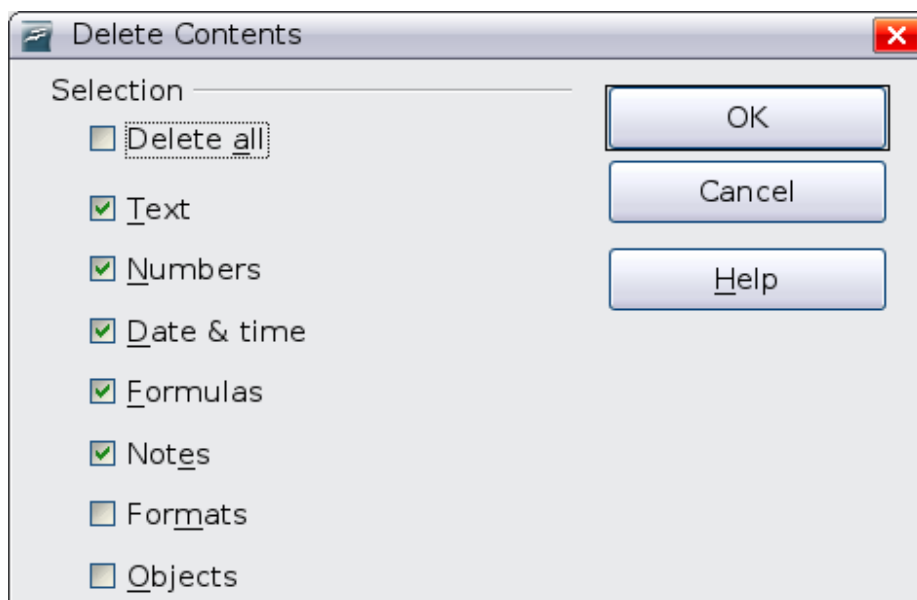 Delete Contents
Selection
Delete all
Text
Numbers
Date & time
Formulas
Notes
Formats
Objects
OK
Cancel
Help